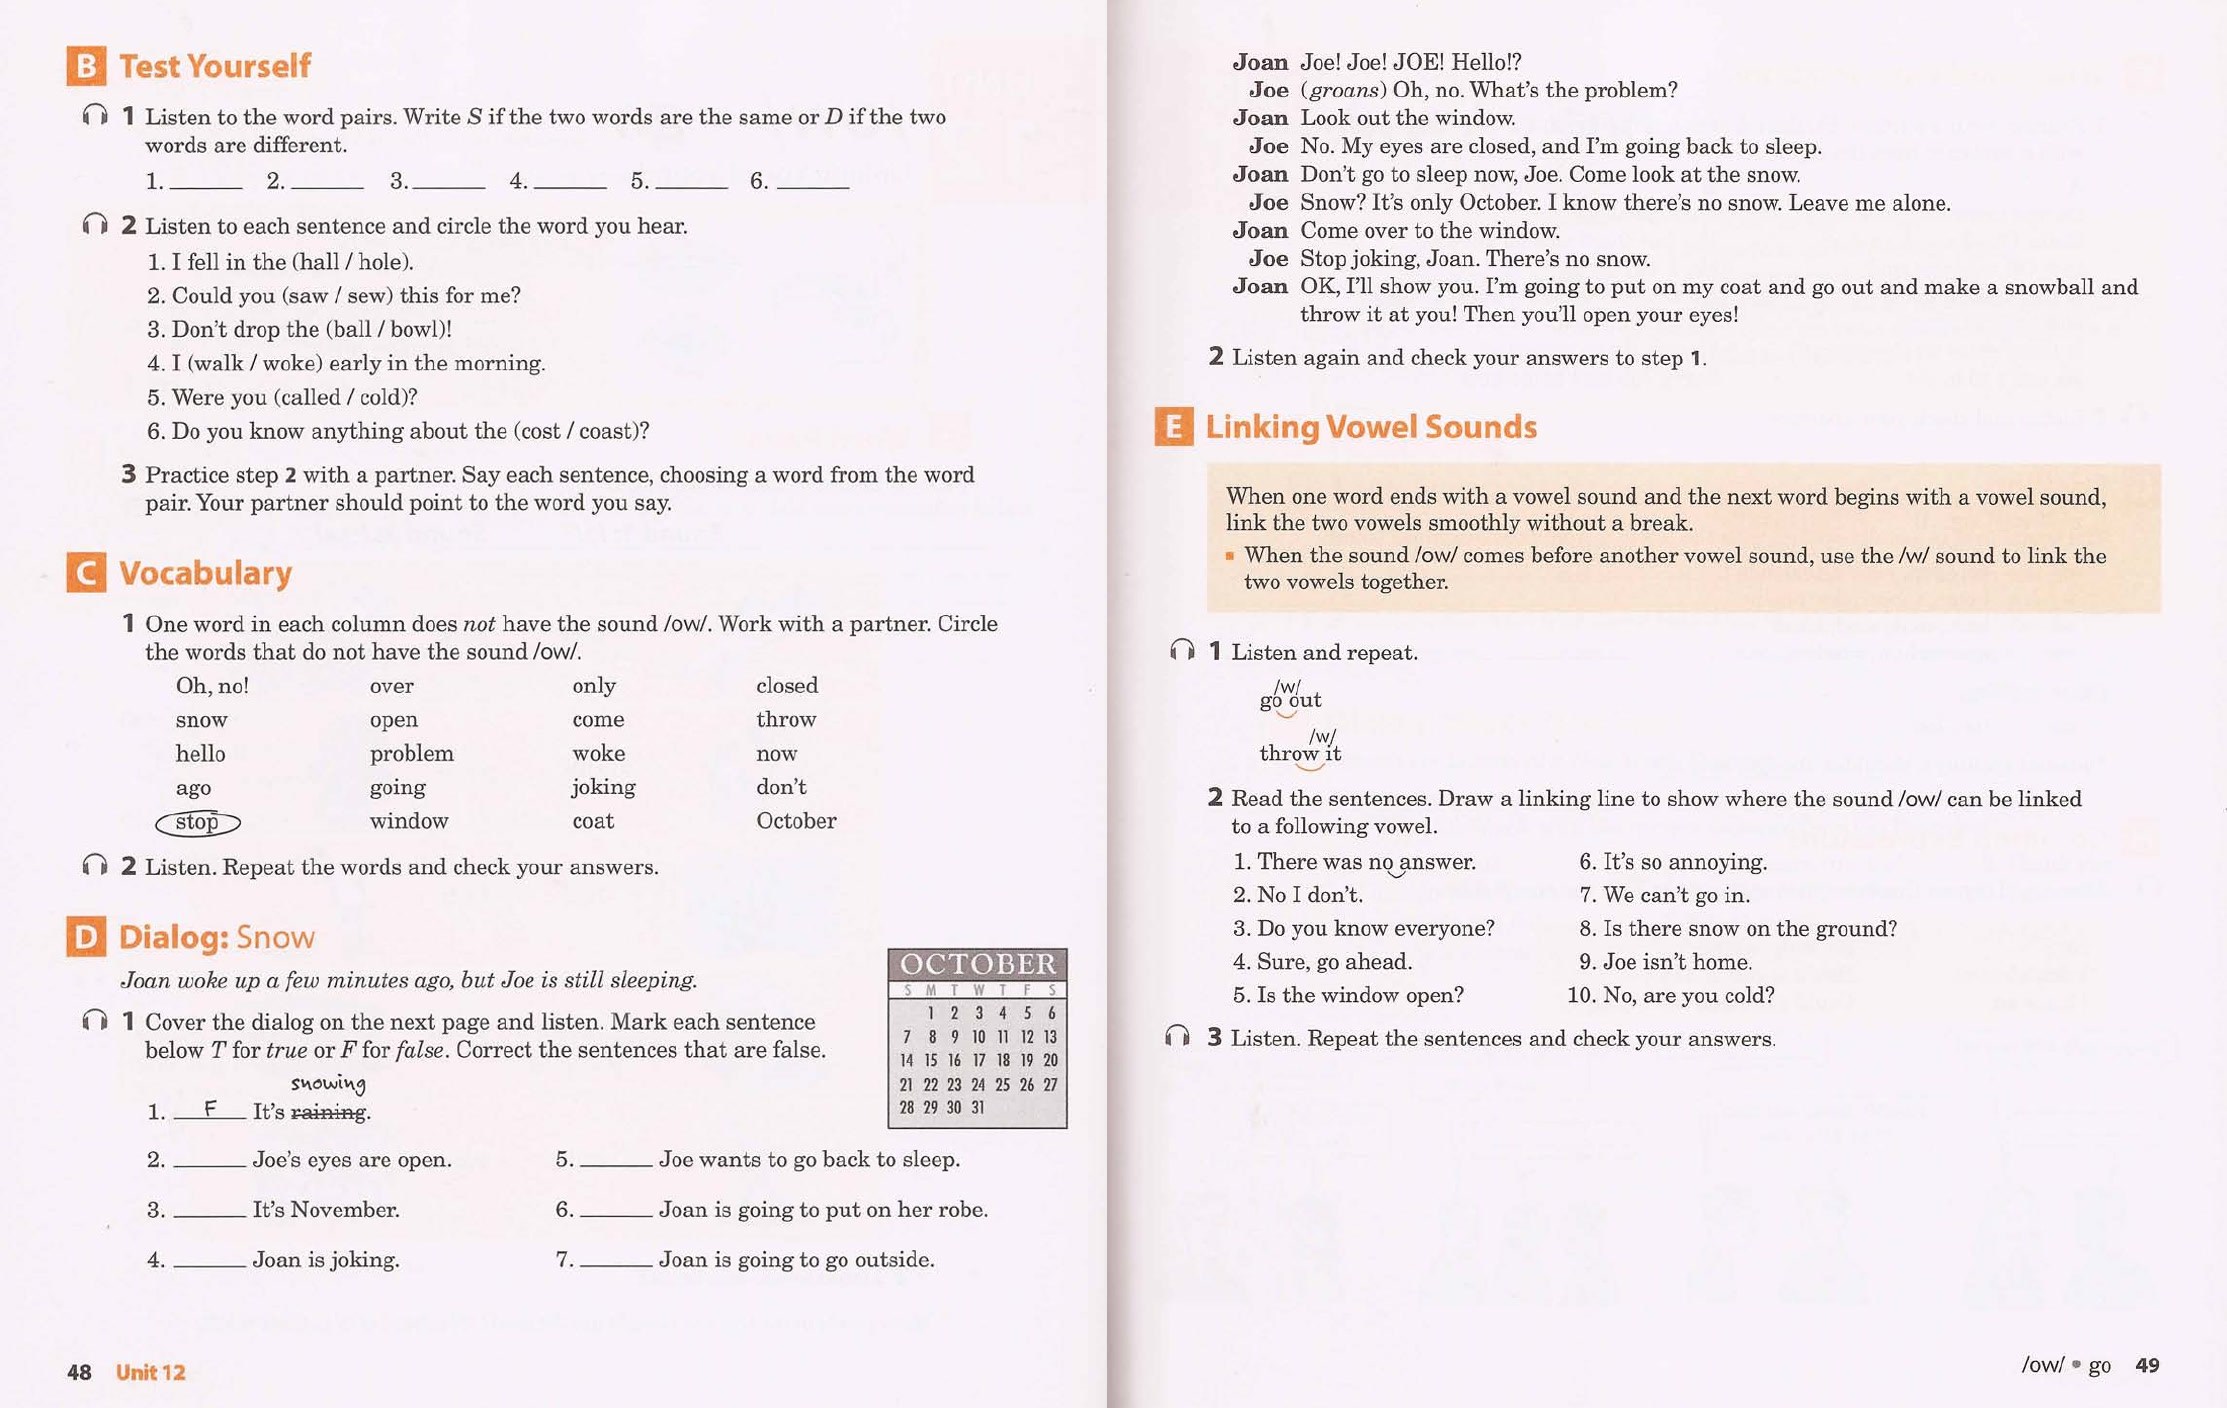 B Test Yourself
1 Listen to the word pairs. Write S if the two words are the same or D if the two
words are different.
1. ______ 2. ______ 3. ______ 4. ______ 5. ______ 6. ______
2 Listen to each sentence and circle the word you hear.
1. I fell in the (hall / hole).
2. Could you (saw / sew) this for me?
3. Don't drop the (ball / bowl)!
4. I (walk / woke) early in the morning.
5. Were you (called / cold)?
6. Do you know anything about the (cost / coast)?
3 Practice step 2 with a partner. Say each sentence, choosing a word from the word
pair. Your partner should point to the word you say.
C Vocabulary
1 One word in each column does not have the sound /ow/. Work with a partner. Circle
the words that do not have the sound /ow/.
Oh, no! over only closed
snow open come throw
hello problem woke now
ago going joking don't
stop window coat October
2 Listen. Repeat the words and check your answers.
D Dialog: Snow
Joan woke up a few minutes ago, but Joe is still sleeping.
1 Cover the dialog on the next page and listen. Mark each sentence
below T for true or F for false. Correct the sentences that are false.
snowing
1. F It's raining.
2. ______ Joe's eyes are open. 5. ______ Joe wants to go back to sleep.
3. ______ It's November. 6. ______ Joan is going to put on her robe.
4. ______ Joan is joking. 7. ______ Joan is going to go outside.
OCTOBER
S M T W T F S
1 2 3 4 5 6
7 8 9 10 11 12 13
14 15 16 17 18 19 20
21 22 23 24 25 26 27
28 29 30 31
48 Unit 12
Joan Joe! Joe! JOE! Hello!?
Joe (groans) Oh, no. What's the problem?
Joan Look out the window.
Joe No. My eyes are closed, and I'm going back to sleep.
Joan Don't go to sleep now, Joe. Come look at the snow.
Joe Snow? It's only October. I know there's no snow. Leave me alone.
Joan Come over to the window.
Joe Stop joking, Joan. There's no snow.
Joan OK, I'll show you. I'm going to put on my coat and go out and make a snowball and
throw it at you! Then you'll open your eyes!
2 Listen again and check your answers to step 1.
E Linking Vowel Sounds
When one word ends with a vowel sound and the next word begins with a vowel sound,
link the two vowels smoothly without a break.
▪ When the sound /ow/ comes before another vowel sound, use the /w/ sound to link the
two vowels together.
1 Listen and repeat.
/w/
go out
/w/
throw it
2 Read the sentences. Draw a linking line to show where the sound /ow/ can be linked
to a following vowel.
1. There was no answer. 6. It's so annoying.
2. No I don't. 7. We can't go in.
3. Do you know everyone? 8. Is there snow on the ground?
4. Sure, go ahead. 9. Joe isn't home.
5. Is the window open? 10. No, are you cold?
3 Listen. Repeat the sentences and check your answers.
/ow/ • go 49